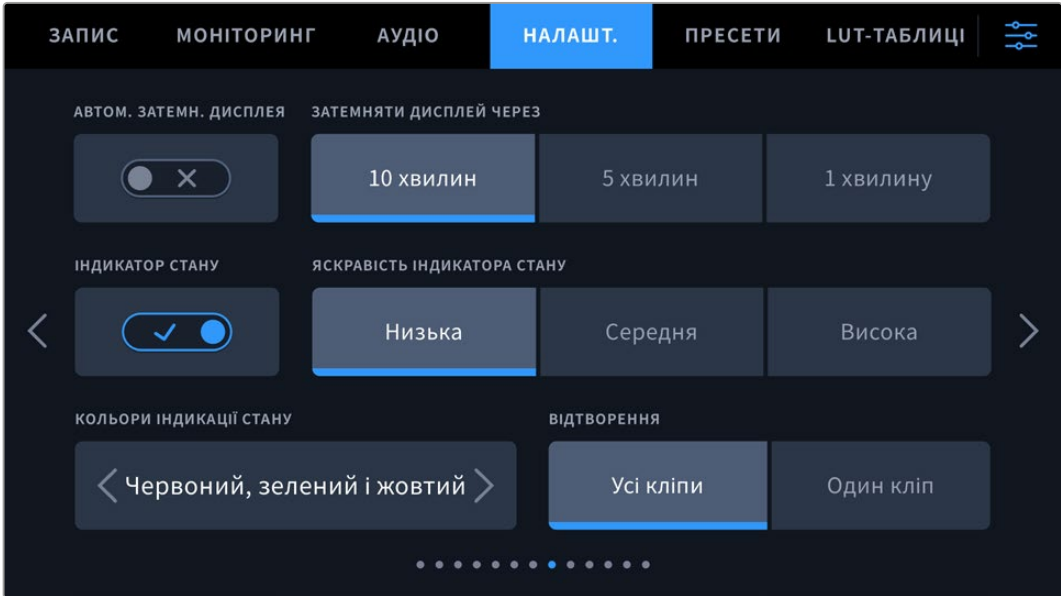 ЗАПИС МОНІТОРИНГ АУДІО НАЛАШТ. ПРЕСЕТИ LUT-ТАБЛИЦІ
АВТОМ. ЗАТЕМН. ДИСПЛЕЯ ЗАТЕМНЯТИ ДИСПЛЕЙ ЧЕРЕЗ
10 хвилин 5 хвилин 1 хвилину
ІНДИКАТОР СТАНУ ЯСКРАВІСТЬ ІНДИКАТОРА СТАНУ
Низька Середня Висока
КОЛЬОРИ ІНДИКАЦІЇ СТАНУ ВІДТВОРЕННЯ
Червоний, зелений і жовтий Усі кліпи Один кліп